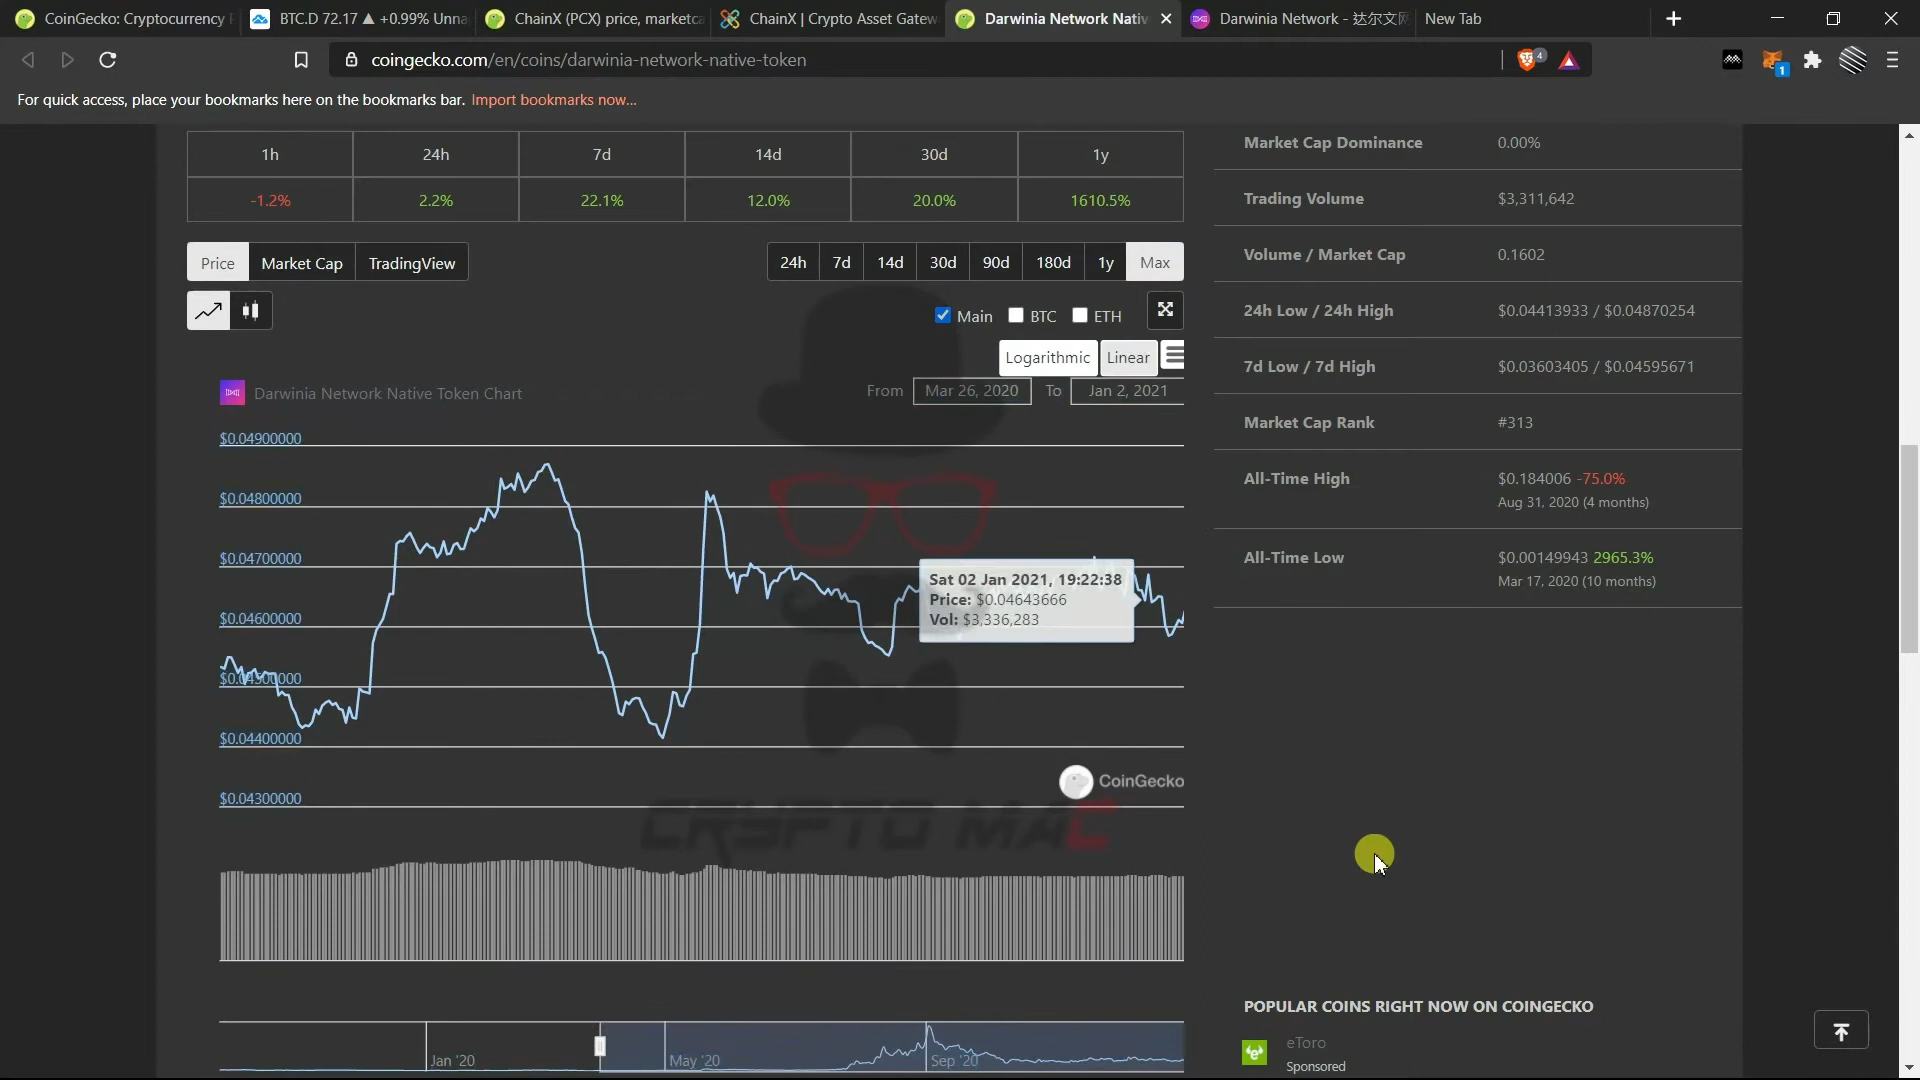 CoinGecko: Cryptocurrency
BTC.D 72.17 ▲ +0.99% Unna
ChainX (PCX) price, marketca
ChainX | Crypto Asset Gatew
Darwinia Network Nativ
Darwinia Network - 达尔文网
New Tab
coingecko.com/en/coins/darwinia-network-native-token
4
1
For quick access, place your bookmarks here on the bookmarks bar. Import bookmarks now...
1h 24h 7d 14d 30d 1y
-1.2% 2.2% 22.1% 12.0% 20.0% 1610.5%
Price Market Cap TradingView
24h 7d 14d 30d 90d 180d 1y Max
Main BTC ETH
Logarithmic Linear
Darwinia Network Native Token Chart
From Mar 26, 2020 To Jan 2, 2021
$0.04900000
$0.04800000
$0.04700000
$0.04600000
$0.04500000
$0.04400000
$0.04300000
Sat 02 Jan 2021, 19:22:38
Price: $0.04643666
Vol: $3,336,283
CoinGecko
CRYPTO MAC
Jan '20 May '20 Sep '20
Market Cap Dominance 0.00%
Trading Volume $3,311,642
Volume / Market Cap 0.1602
24h Low / 24h High $0.04413933 / $0.04870254
7d Low / 7d High $0.03603405 / $0.04595671
Market Cap Rank #313
All-Time High $0.184006 -75.0%
Aug 31, 2020 (4 months)
All-Time Low $0.00149943 2965.3%
Mar 17, 2020 (10 months)
POPULAR COINS RIGHT NOW ON COINGECKO
eToro
Sponsored